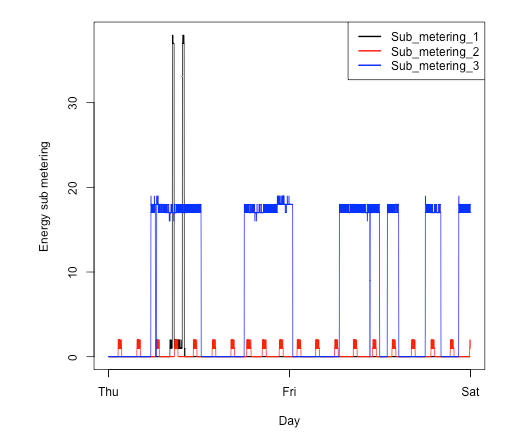 Sub_metering_1
Sub_metering_2
Sub_metering_3
30
20
10
0
Energy sub metering
Thu Fri Sat
Day